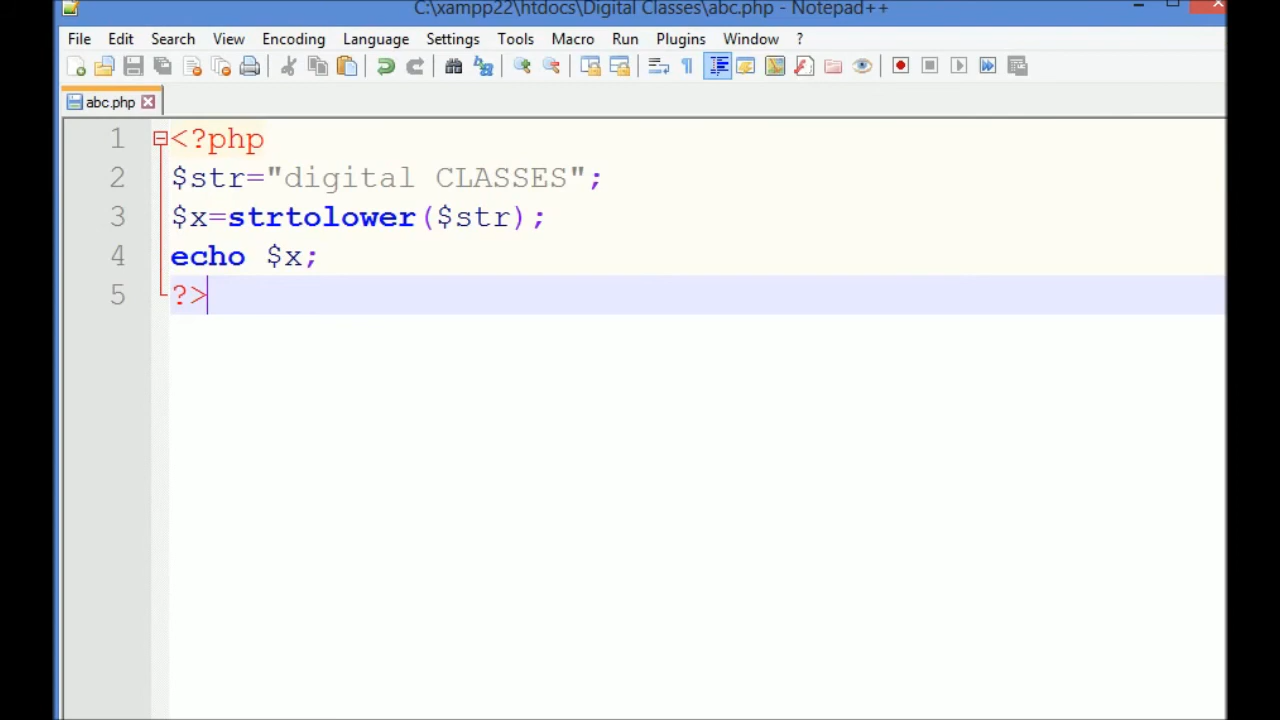 C:\xampp22\htdocs\Digital Classes\abc.php - Notepad++
File Edit Search View Encoding Language Settings Tools Macro Run Plugins Window ?
abc.php
1 <?php
2 $str="digital CLASSES";
3 $x=strtolower($str);
4 echo $x;
5 ?>